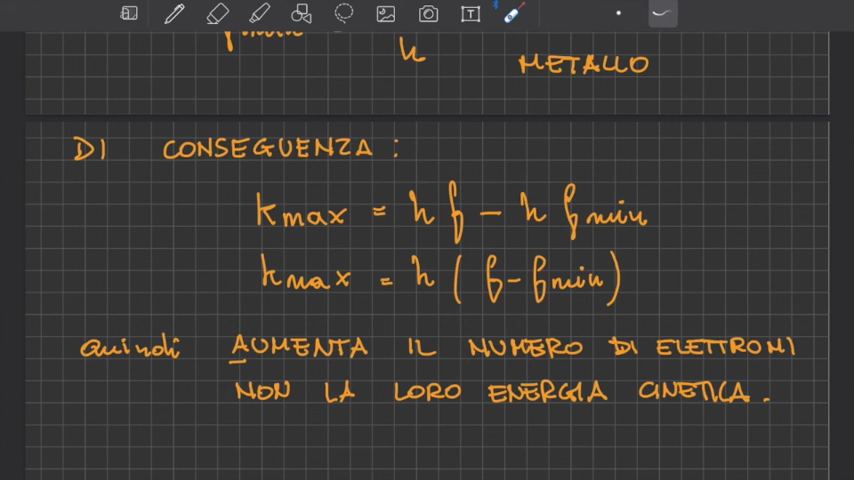 h
METALLO
DI CONSEGUENZA :
Kmax = h f - h fmin
Kmax = h ( f - fmin )
quindi AUMENTA IL NUMERO DI ELETTRONI
NON LA LORO ENERGIA CINETICA .